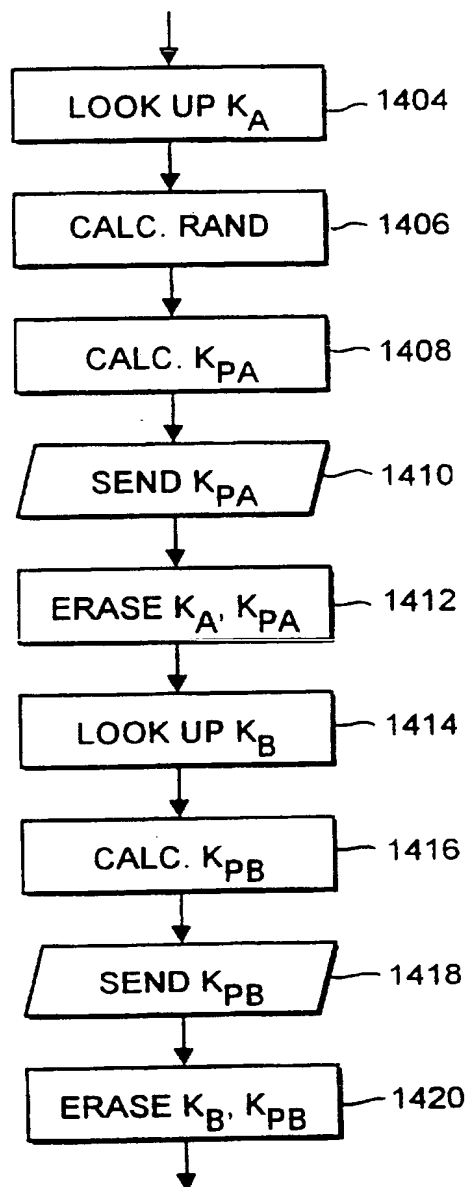 LOOK UP K_A 1404
CALC. RAND 1406
CALC. K_PA 1408
SEND K_PA 1410
ERASE K_A, K_PA 1412
LOOK UP K_B 1414
CALC. K_PB 1416
SEND K_PB 1418
ERASE K_B, K_PB 1420